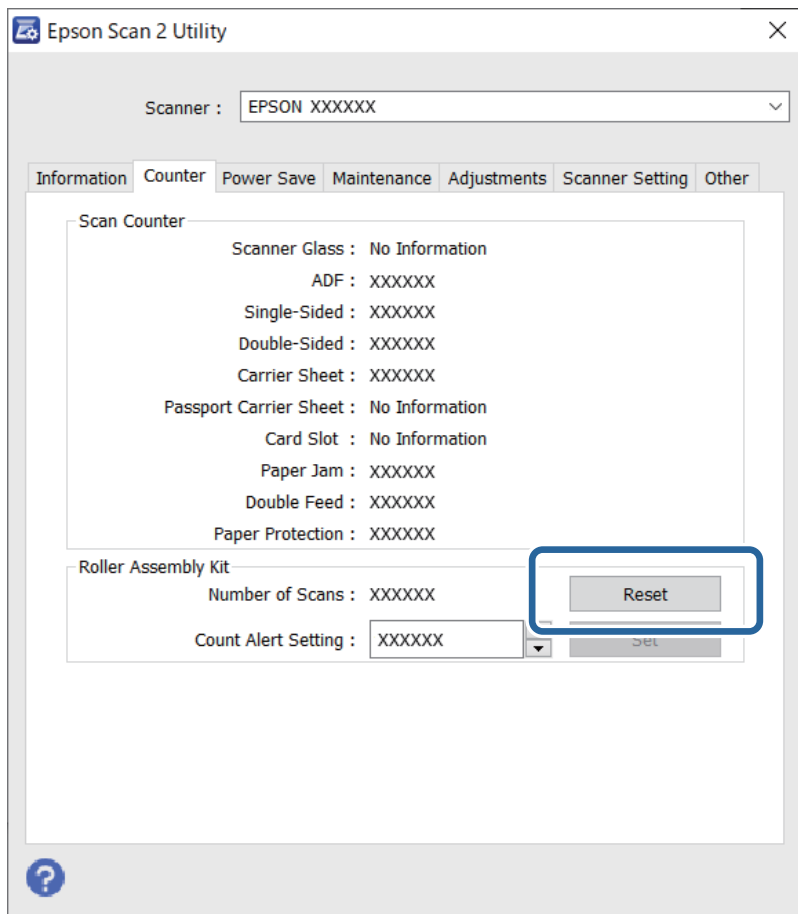 Epson Scan 2 Utility
Scanner : EPSON XXXXXX
Information Counter Power Save Maintenance Adjustments Scanner Setting Other
Scan Counter
Scanner Glass : No Information
ADF : XXXXXX
Single-Sided : XXXXXX
Double-Sided : XXXXXX
Carrier Sheet : XXXXXX
Passport Carrier Sheet : No Information
Card Slot : No Information
Paper Jam : XXXXXX
Double Feed : XXXXXX
Paper Protection : XXXXXX
Roller Assembly Kit
Number of Scans : XXXXXX Reset
Count Alert Setting : XXXXXX Set
?